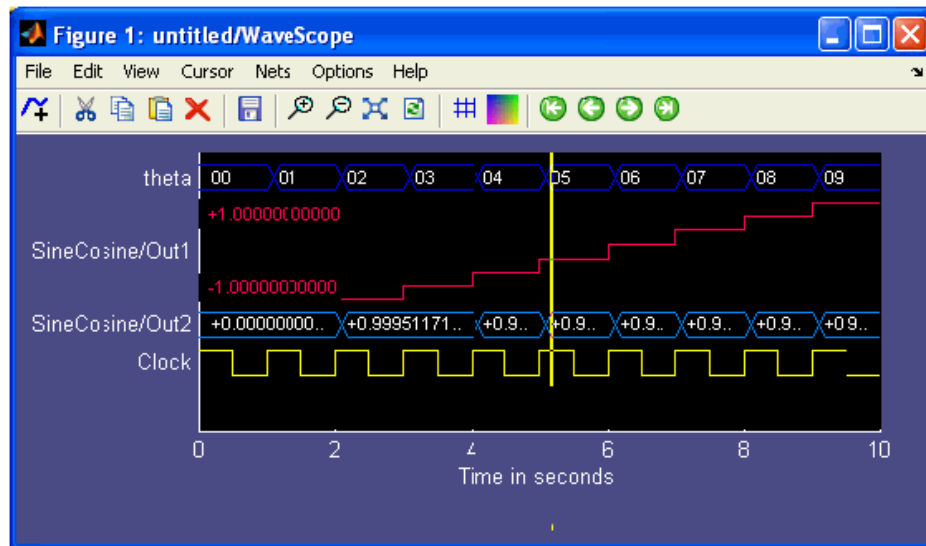 Figure 1: untitled/WaveScope
File Edit View Cursor Nets Options Help
theta 00 01 02 03 04 05 06 07 08 09
+1.00000000000
SineCosine/Out1
-1.00000000000
SineCosine/Out2 +0.00000000.. +0.99951171.. +0.9.. +0.9.. +0.9.. +0.9.. +0.9.. +0.9..
Clock
0 2 4 6 8 10
Time in seconds